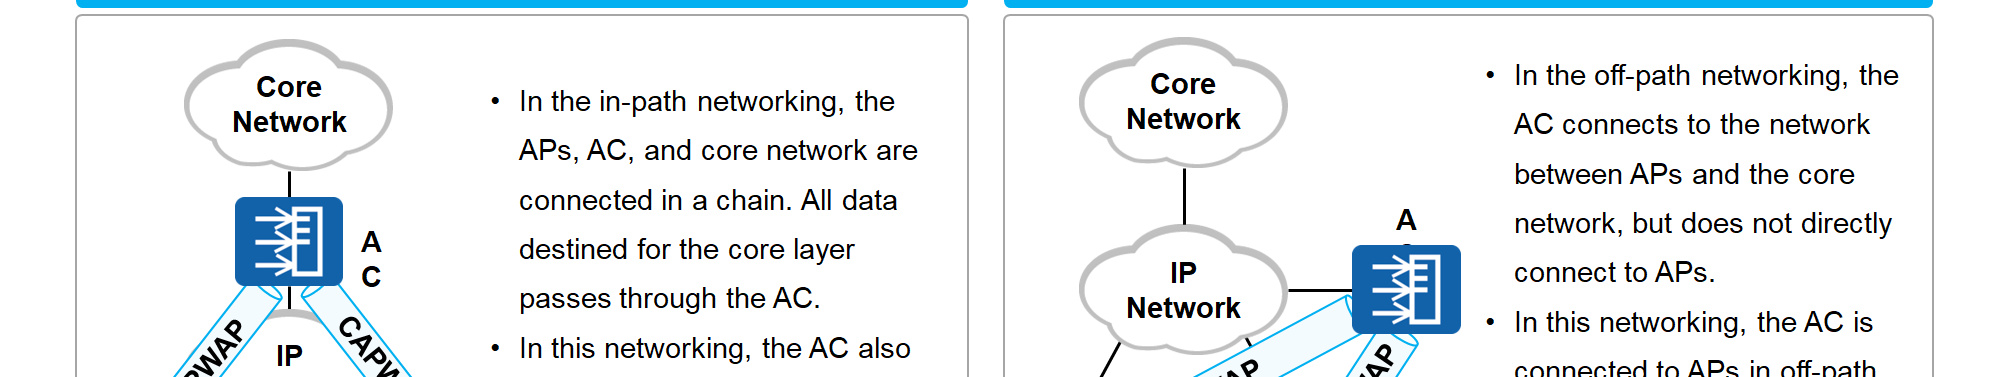 Core
Network
A
C
IP
CAPW
PWAP
• In the in-path networking, the
APs, AC, and core network are
connected in a chain. All data
destined for the core layer
passes through the AC.
• In this networking, the AC also
Core
Network
IP
Network
A
AP
AP
• In the off-path networking, the
AC connects to the network
between APs and the core
network, but does not directly
connect to APs.
• In this networking, the AC is
connected to APs in off-path